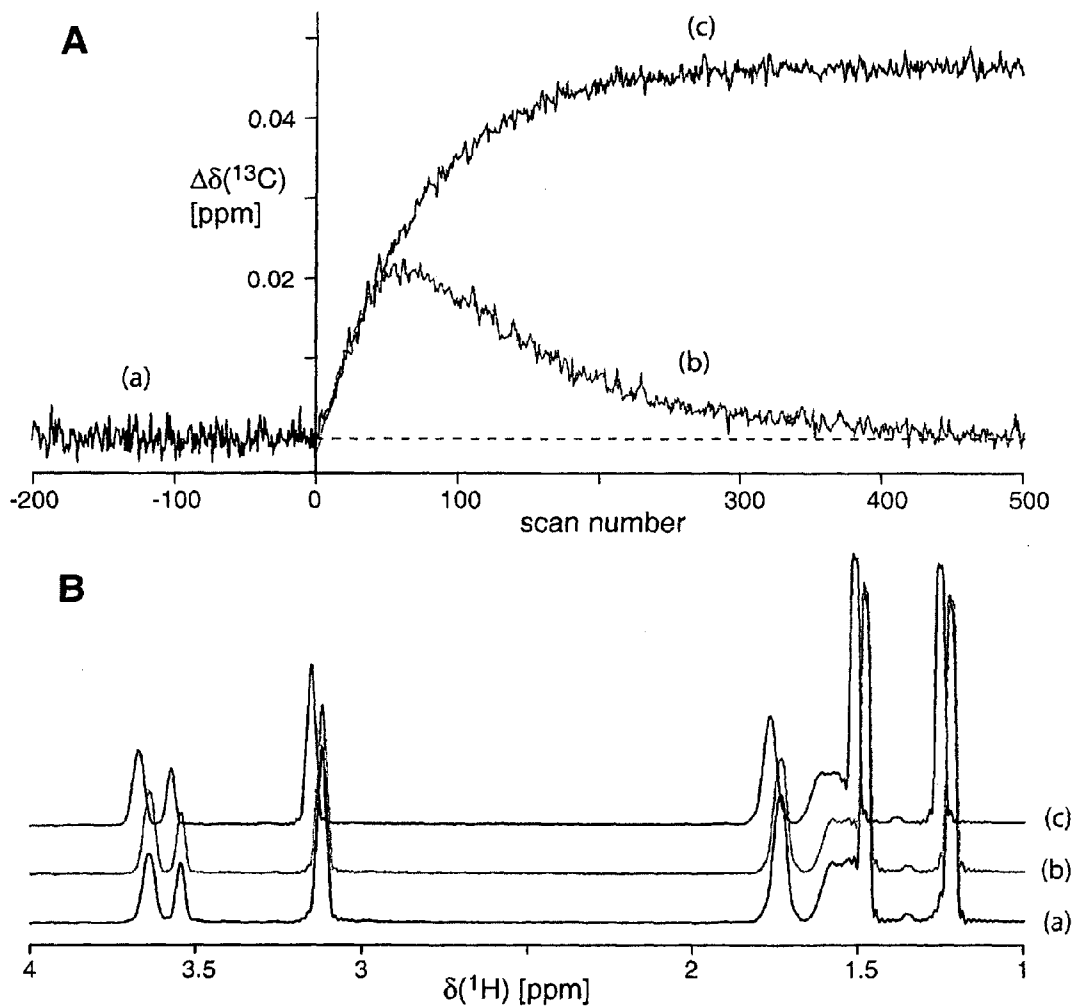 A
(c)
0.04
Δδ(¹³C)
[ppm]
0.02
(a)
(b)
-200
-100
0
100
300
400
500
scan number
B
(c)
(b)
(a)
4
3.5
3
2
1.5
1
δ(¹H) [ppm]